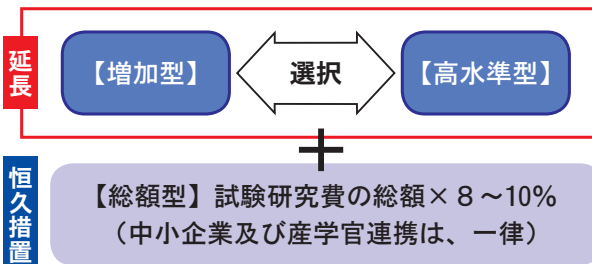 延長
【増加型】
選択
【高水準型】
＋
恒久措置
【総額型】試験研究費の総額×８～10％
（中小企業及び産学官連携は、一律）